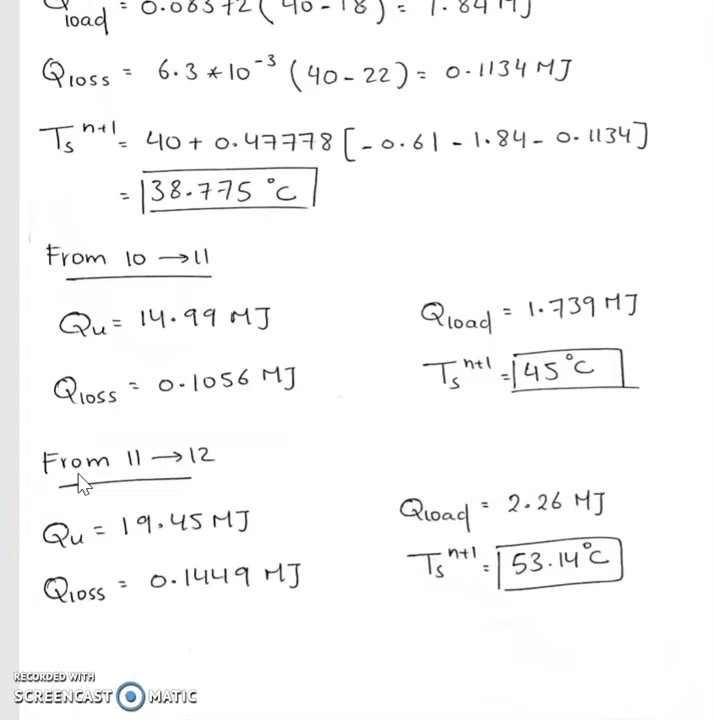 Qload = 0.08372 (40 - 18) = 1.84 MJ
Qloss = 6.3 * 10^-3 (40 - 22) = 0.1134 MJ
Ts^n+1 = 40 + 0.47778 [- 0.61 - 1.84 - 0.1134]
= 38.775 °C
From 10 → 11
Qu = 14.99 MJ
Qload = 1.739 MJ
Qloss = 0.1056 MJ
Ts^n+1 = 45 °C
From 11 → 12
Qu = 19.45 MJ
Qload = 2.26 MJ
Qloss = 0.1449 MJ
Ts^n+1 = 53.14 °C
RECORDED WITH
SCREENCAST MATIC